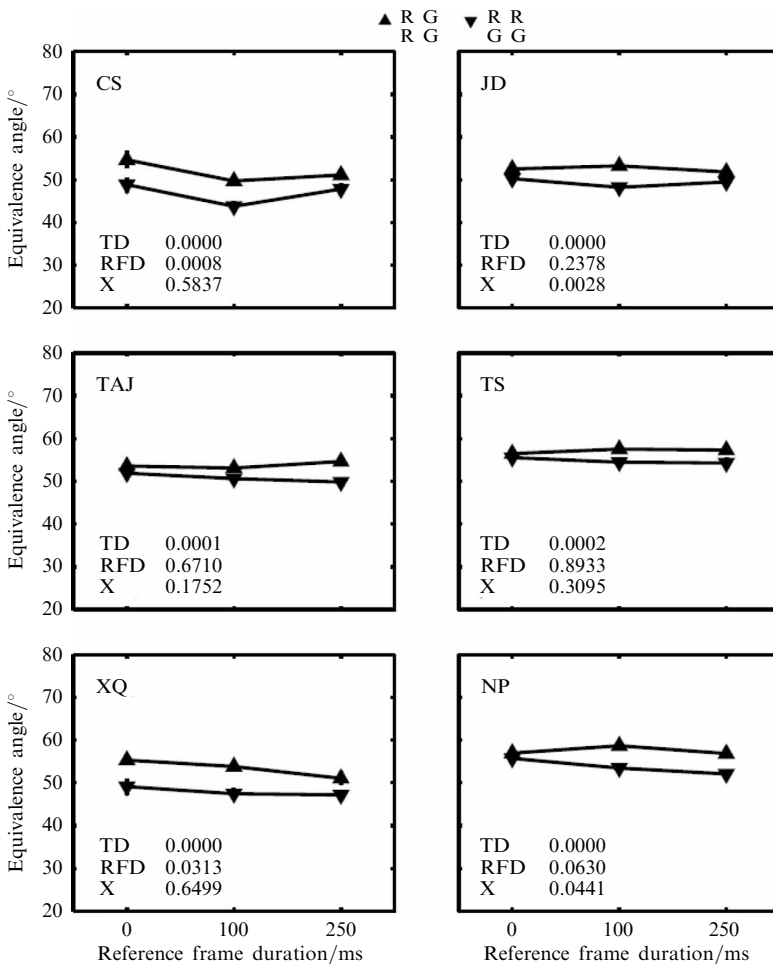 ▲ R G ▼ R R
R G G G
80
70
60
50
40
30
20
Equivalence angle/°
CS
TD 0.0000
RFD 0.0008
X 0.5837
JD
TD 0.0000
RFD 0.2378
X 0.0028
80
70
60
50
40
30
20
Equivalence angle/°
TAJ
TD 0.0001
RFD 0.6710
X 0.1752
TS
TD 0.0002
RFD 0.8933
X 0.3095
80
70
60
50
40
30
20
Equivalence angle/°
XQ
TD 0.0000
RFD 0.0313
X 0.6499
NP
TD 0.0000
RFD 0.0630
X 0.0441
0 100 250
Reference frame duration/ms
0 100 250
Reference frame duration/ms